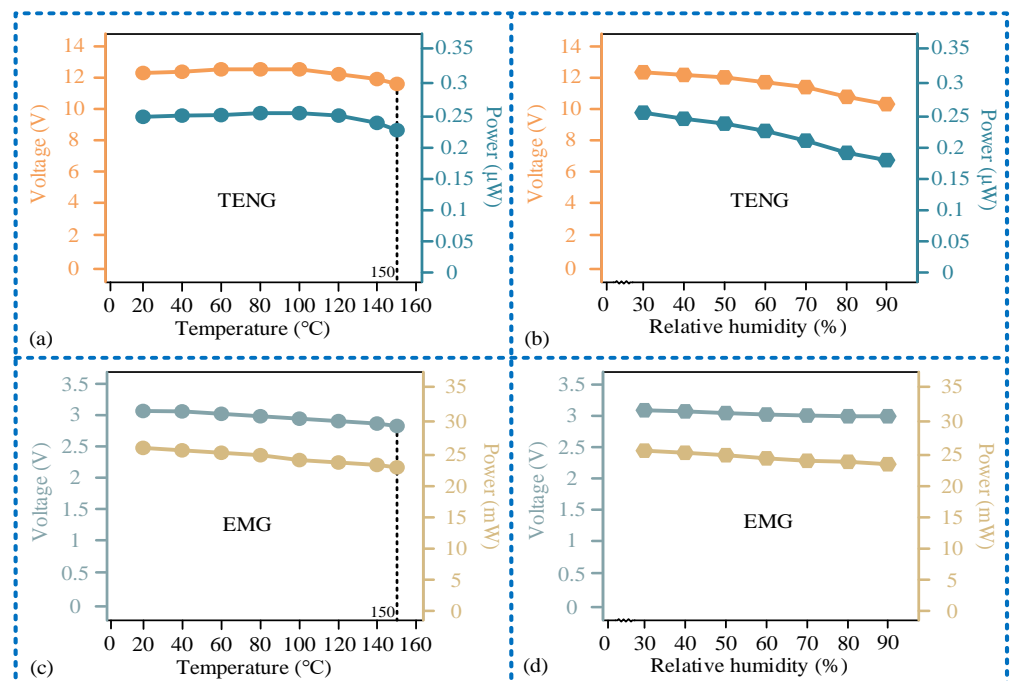 14
12
10
8
6
4
2
0
Voltage (V)
0.35
0.3
0.25
0.2
0.15
0.1
0.05
0
Power (μW)
TENG
150
0 20 40 60 80 100 120 140 160
Temperature (°C)
(a)
14
12
10
8
6
4
2
0
Voltage (V)
0.35
0.3
0.25
0.2
0.15
0.1
0.05
0
Power (μW)
TENG
0 30 40 50 60 70 80 90
Relative humidity (%)
(b)
3.5
3
2.5
2
1.5
1
0.5
0
Voltage (V)
35
30
25
20
15
10
5
0
Power (mW)
EMG
150
0 20 40 60 80 100 120 140 160
Temperature (°C)
(c)
3.5
3
2.5
2
1.5
1
0.5
0
Voltage (V)
35
30
25
20
15
10
5
0
Power (mW)
EMG
0 30 40 50 60 70 80 90
Relative humidity (%)
(d)